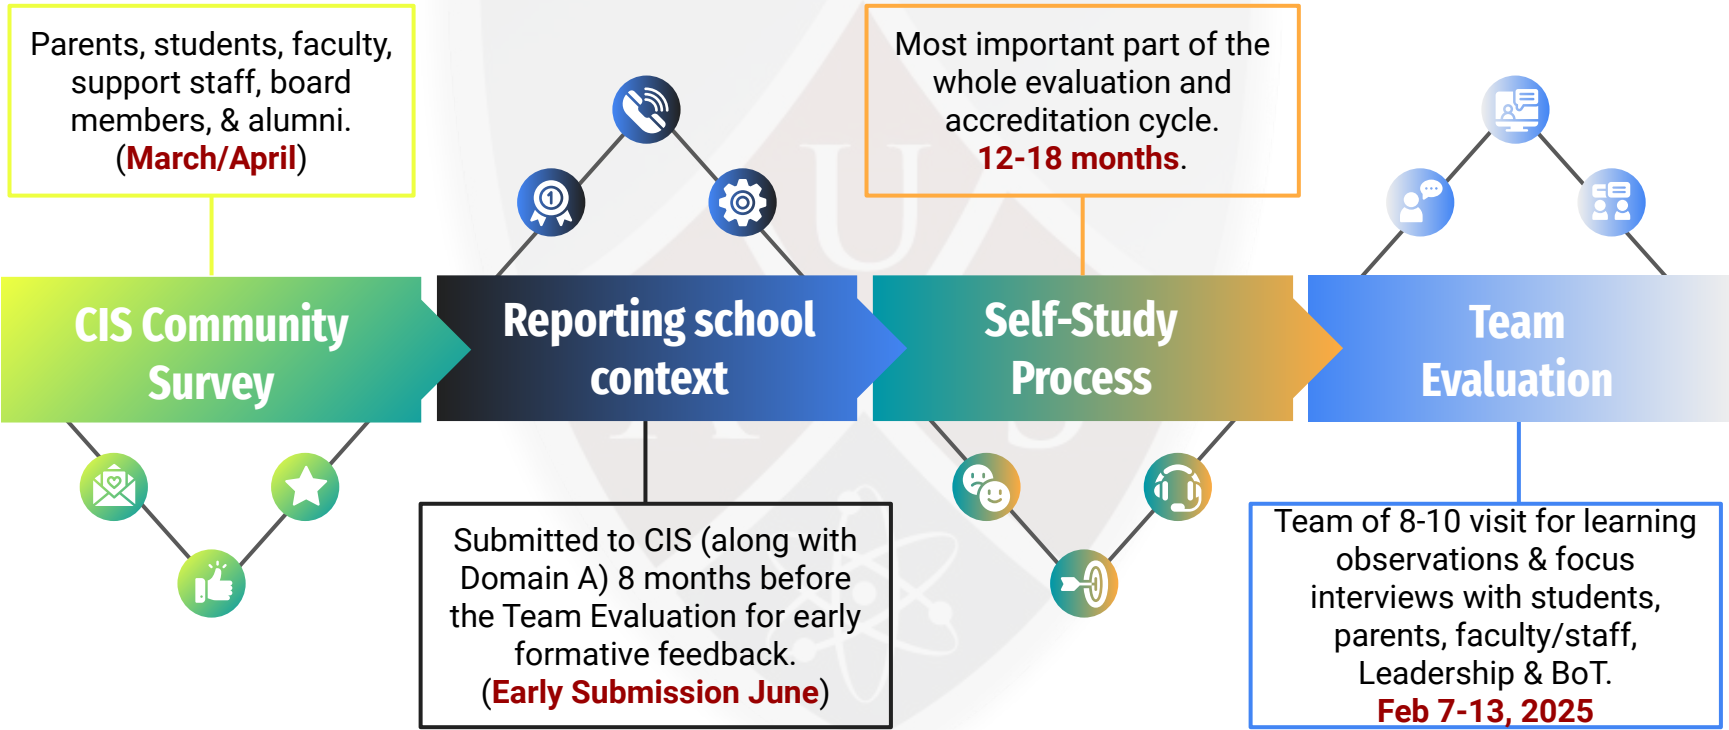 Parents, students, faculty,
support staff, board
members, & alumni.
(March/April)
CIS Community
Survey
1
Reporting school
context
Submitted to CIS (along with
Domain A) 8 months before
the Team Evaluation for early
formative feedback.
(Early Submission June)
Most important part of the
whole evaluation and
accreditation cycle.
12-18 months.
Self-Study
Process
Team
Evaluation
Team of 8-10 visit for learning
observations & focus
interviews with students,
parents, faculty/staff,
Leadership & BoT.
Feb 7-13, 2025
U
A
S